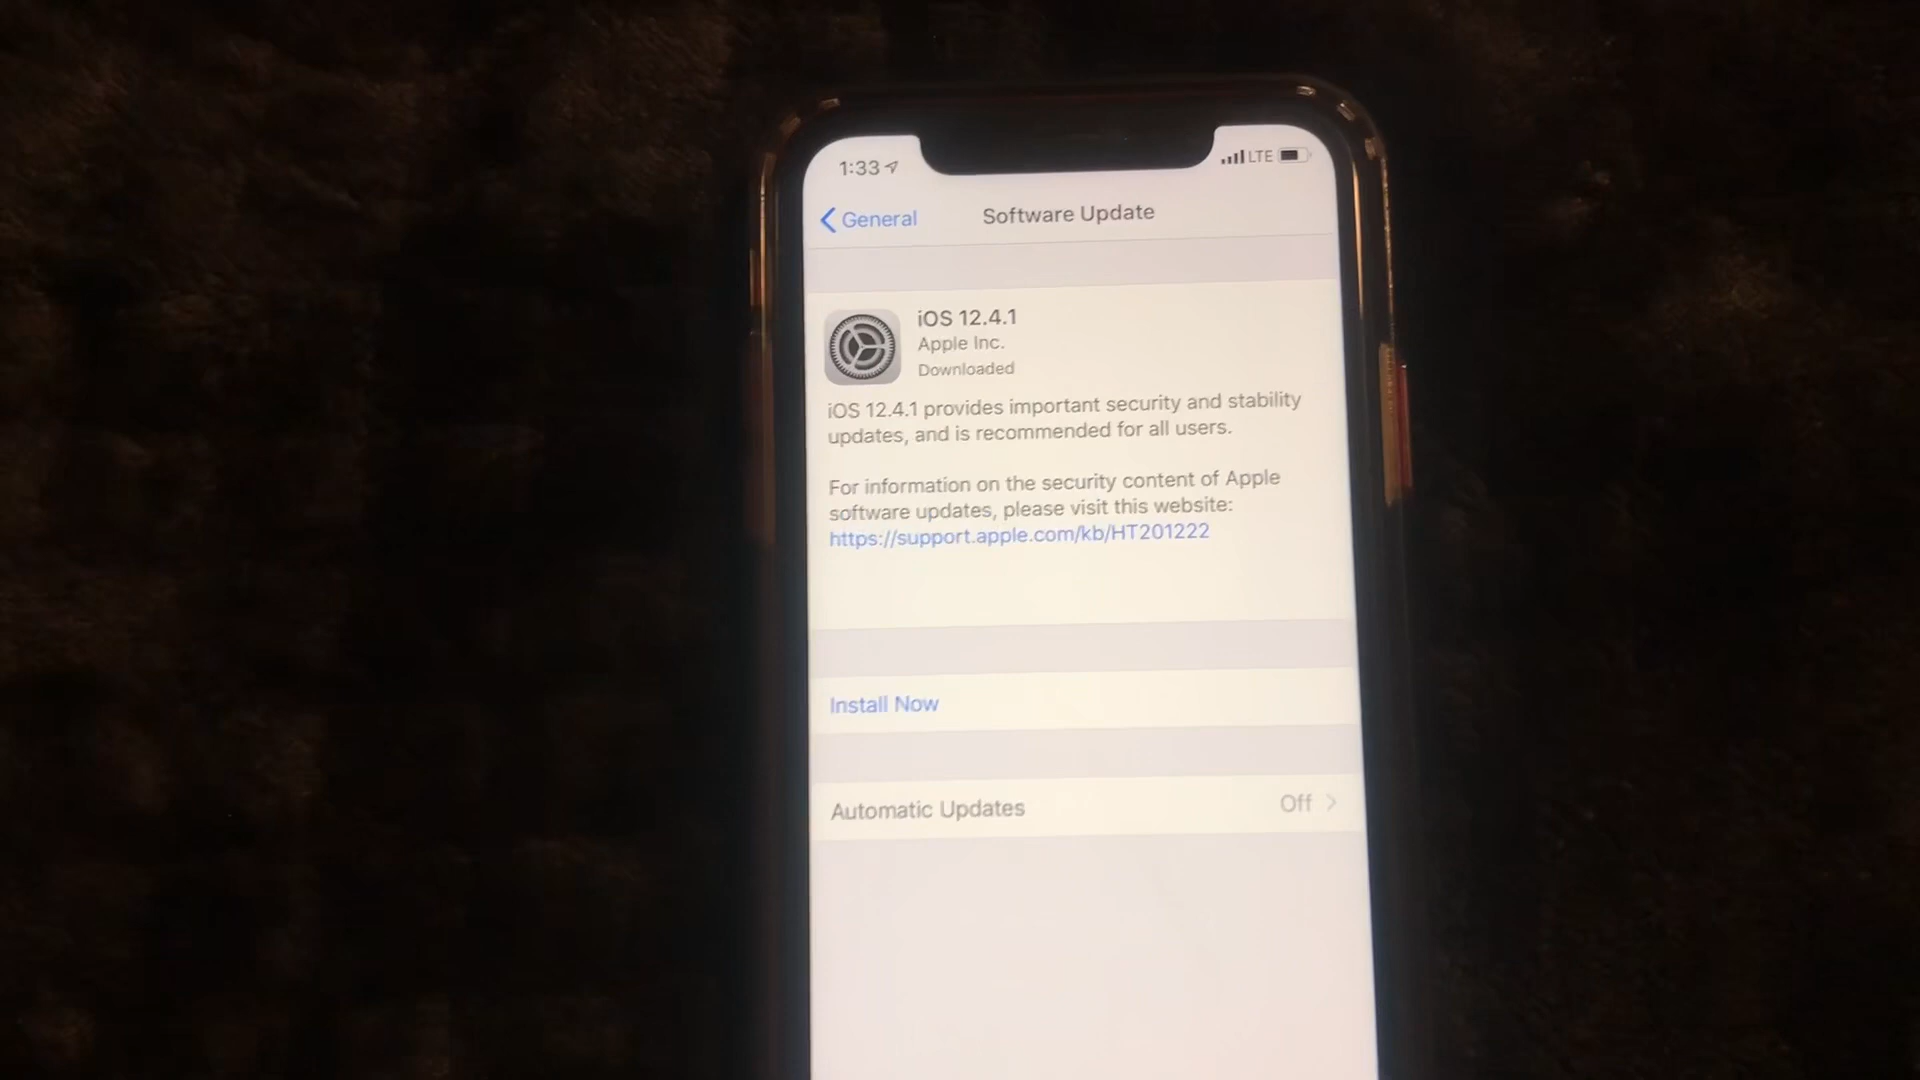 1:33
LTE
General
Software Update
iOS 12.4.1
Apple Inc.
Downloaded
iOS 12.4.1 provides important security and stability
updates, and is recommended for all users.
For information on the security content of Apple
software updates, please visit this website:
https://support.apple.com/kb/HT201222
Install Now
Automatic Updates
Off